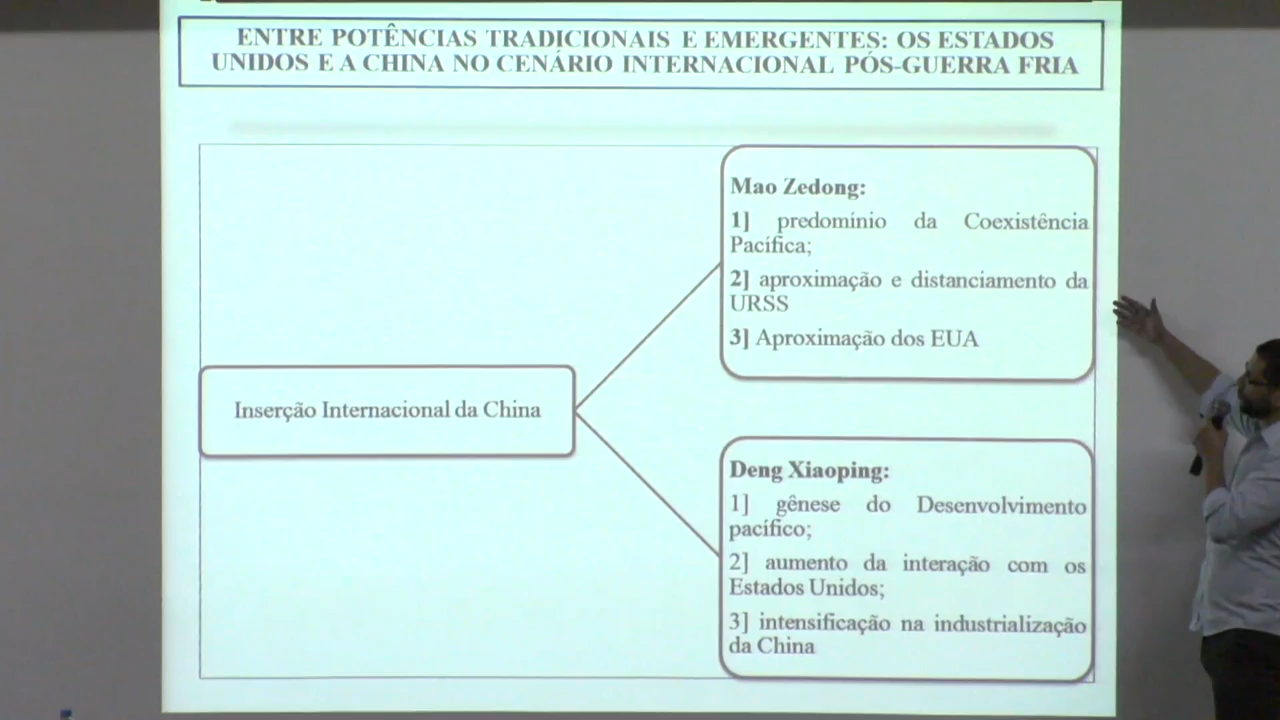 ENTRE POTÊNCIAS TRADICIONAIS E EMERGENTES: OS ESTADOS
UNIDOS E A CHINA NO CENÁRIO INTERNACIONAL PÓS-GUERRA FRIA
Inserção Internacional da China
Mao Zedong:
1] predomínio da Coexistência
Pacífica;
2] aproximação e distanciamento da
URSS
3] Aproximação dos EUA
Deng Xiaoping:
1] gênese do Desenvolvimento
pacífico;
2] aumento da interação com os
Estados Unidos;
3] intensificação na industrialização
da China